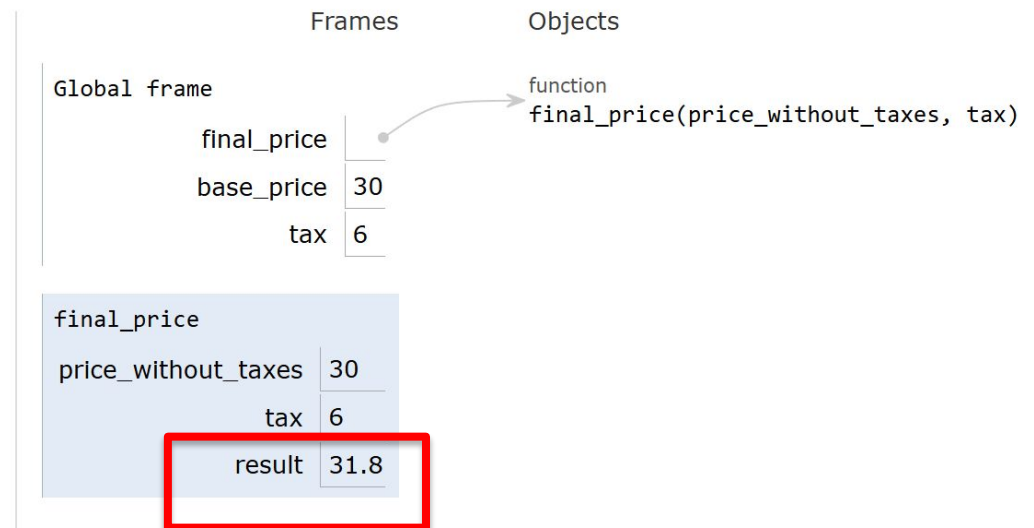 Frames Objects
Global frame
function
final_price(price_without_taxes, tax)
final_price
base_price 30
tax 6
final_price
price_without_taxes 30
tax 6
result 31.8